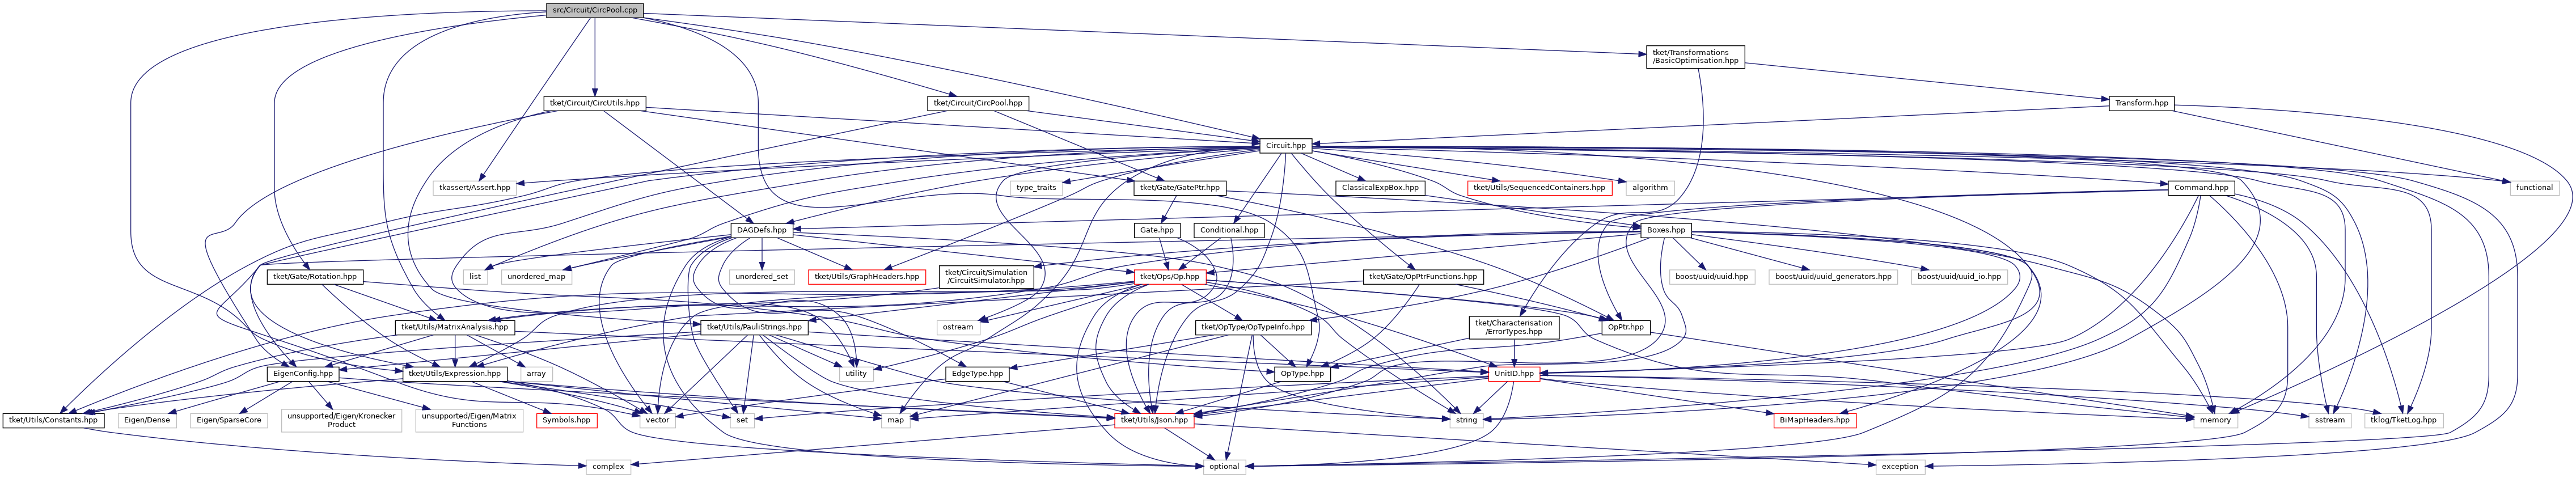 src/Circuit/CircPool.cpp
tket/Transformations
/BasicOptimisation.hpp
tket/Circuit/CircUtils.hpp
tket/Circuit/CircPool.hpp
Transform.hpp
Circuit.hpp
tkassert/Assert.hpp
type_traits
tket/Gate/GatePtr.hpp
ClassicalExpBox.hpp
tket/Utils/SequencedContainers.hpp
algorithm
Command.hpp
functional
DAGDefs.hpp
Gate.hpp
Conditional.hpp
Boxes.hpp
tket/Gate/Rotation.hpp
list
unordered_map
unordered_set
tket/Utils/GraphHeaders.hpp
tket/Circuit/Simulation
/CircuitSimulator.hpp
tket/Ops/Op.hpp
tket/Gate/OpPtrFunctions.hpp
boost/uuid/uuid.hpp
boost/uuid/uuid_generators.hpp
boost/uuid/uuid_io.hpp
tket/Utils/MatrixAnalysis.hpp
tket/Utils/PauliStrings.hpp
ostream
tket/OpType/OpTypeInfo.hpp
tket/Characterisation
/ErrorTypes.hpp
OpPtr.hpp
EigenConfig.hpp
tket/Utils/Expression.hpp
array
utility
EdgeType.hpp
OpType.hpp
UnitID.hpp
tket/Utils/Constants.hpp
Eigen/Dense
Eigen/SparseCore
unsupported/Eigen/Kronecker
Product
unsupported/Eigen/Matrix
Functions
Symbols.hpp
vector
set
map
tket/Utils/Json.hpp
string
BiMapHeaders.hpp
memory
sstream
tklog/TketLog.hpp
complex
optional
exception